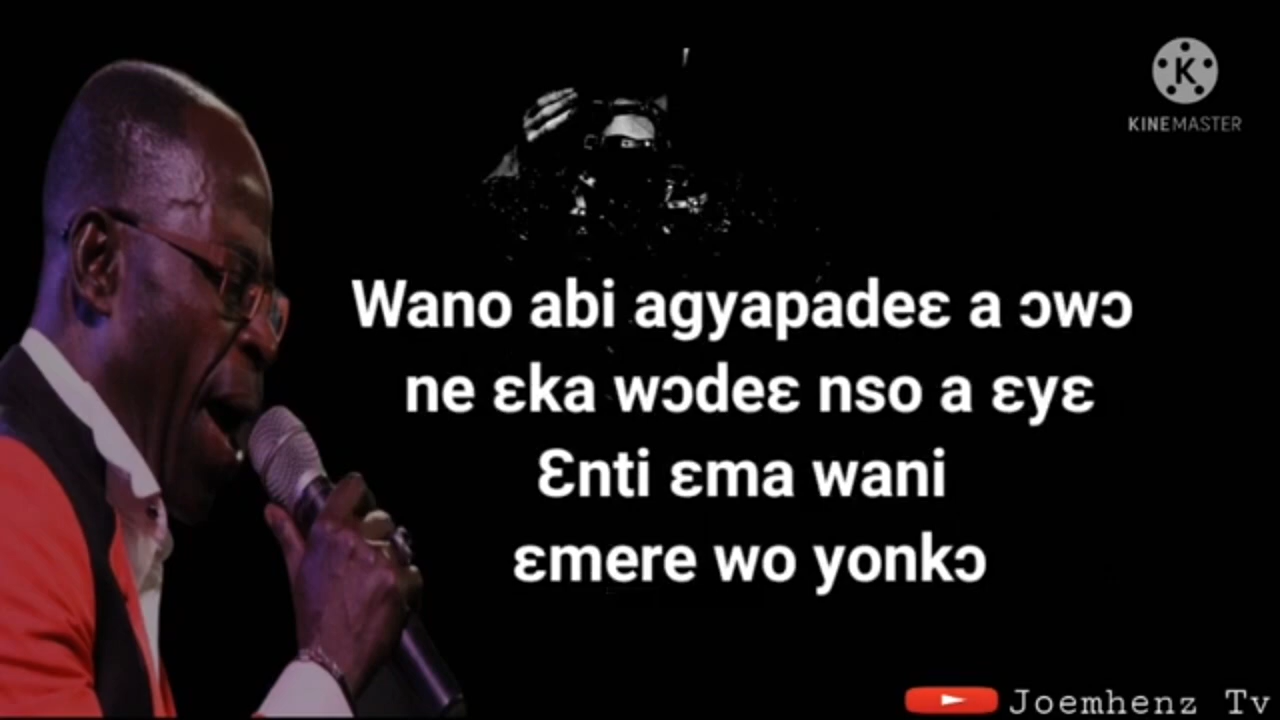 KINEMASTER
Wano abi agyapadeɛ a ɔwɔ
ne ɛka wɔdeɛ nso a ɛyɛ
Ɛnti ɛma wani
ɛmere wo yonkɔ
Joemhenz Tv